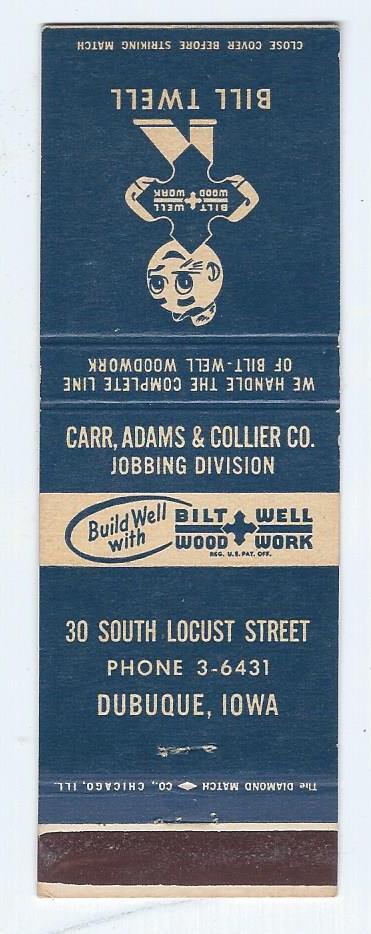 CLOSE COVER BEFORE STRIKING MATCH
BILL TWELL
BILT WELL
WOOD WORK
WE HANDLE THE COMPLETE LINE
OF BILT-WELL WOODWORK
CARR, ADAMS & COLLIER CO.
JOBBING DIVISION
Build Well
with
BILT WELL
WOOD WORK
REG. U.S. PAT. OFF.
30 SOUTH LOCUST STREET
PHONE 3-6431
DUBUQUE, IOWA
The DIAMOND MATCH CO., CHICAGO, ILL.